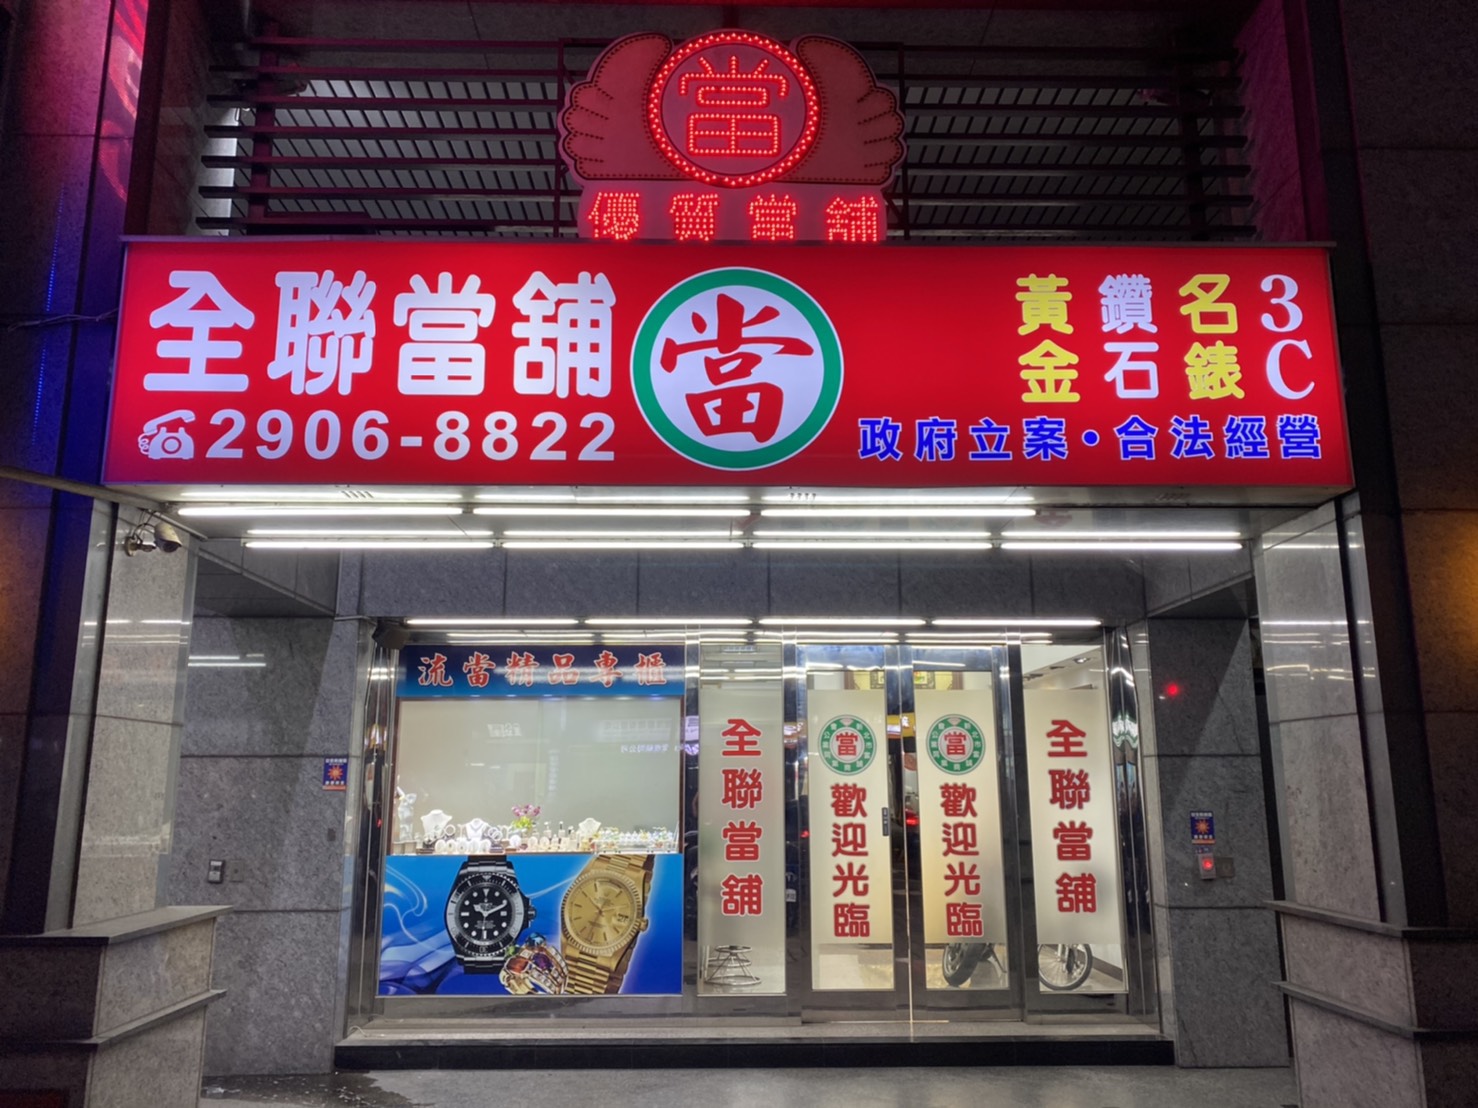 當
優質當舖
全聯當舖
2906-8822
當
黃金
鑽石
名錶
3C
政府立案·合法經營
流當精品專櫃
全聯當舖
當
歡迎光臨
當
歡迎光臨
全聯當舖